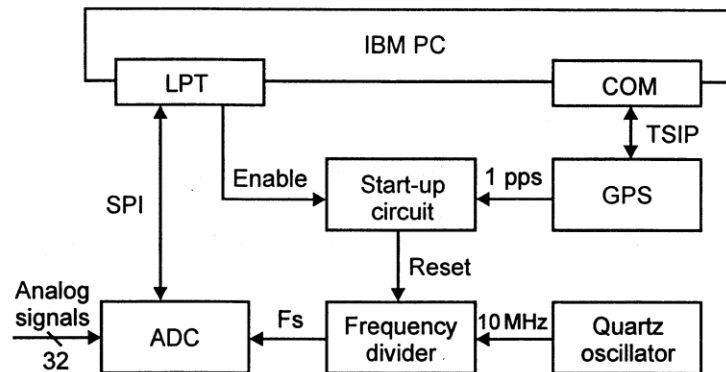 IBM PC
LPT
COM
TSIP
SPI
Enable
Start-up
circuit
1 pps
GPS
Reset
Analog
signals
32
ADC
Fs
Frequency
divider
10 MHz
Quartz
oscillator